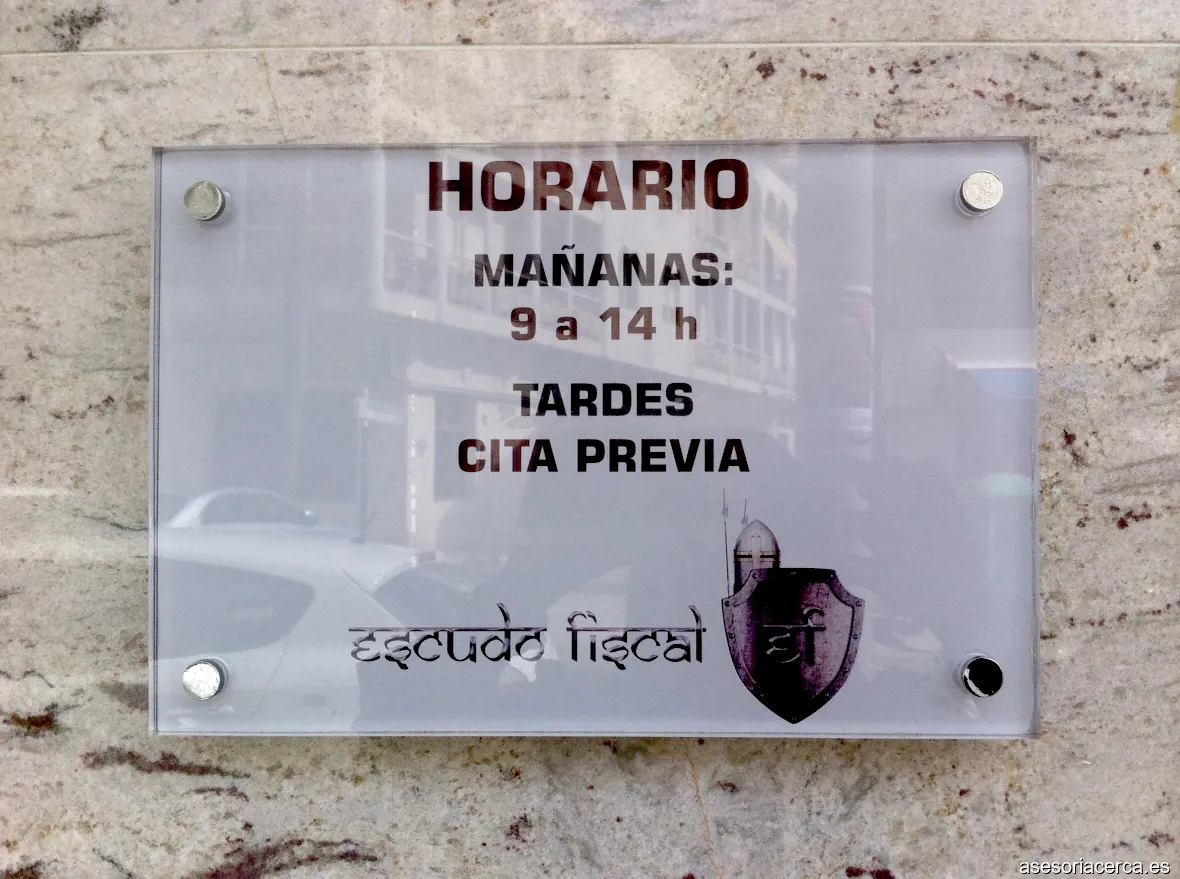 HORARIO
MAÑANAS:
9 a 14 h
TARDES
CITA PREVIA
escudo fiscal
ef
asesoriacerca.es